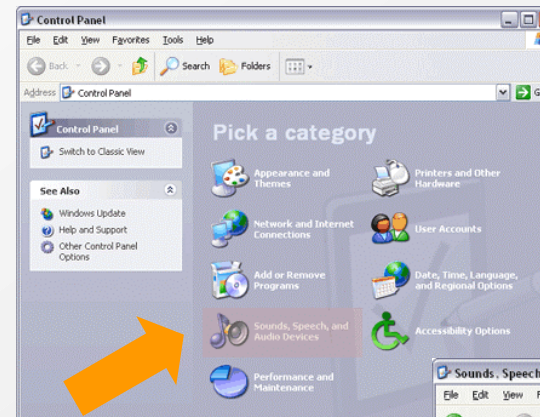 Control Panel
File Edit View Favorites Tools Help
Back Search Folders
Address Control Panel G
Control Panel
Switch to Classic View
See Also
Windows Update
Help and Support
Other Control Panel
Options
Pick a category
Appearance and
Themes
Printers and Other
Hardware
Network and Internet
Connections
User Accounts
Add or Remove
Programs
Date, Time, Language,
and Regional Options
Sounds, Speech, and
Audio Devices
Accessibility Options
Performance and
Maintenance
Sounds, Speech
File Edit View F